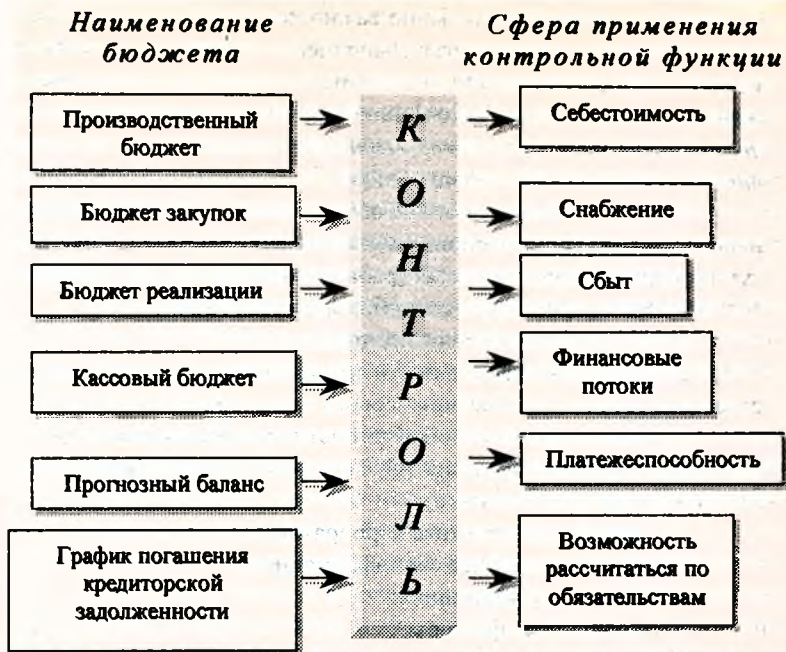 Наименование
бюджета
Сфера применения
контрольной функции
Производственный
бюджет
Себестоимость
Бюджет закупок
Снабжение
Бюджет реализации
Сбыт
Кассовый бюджет
Финансовые
потоки
Прогнозный баланс
Платежеспособность
График погашения
кредиторской
задолженности
Возможность
рассчитаться по
обязательствам
К
О
Н
Т
Р
О
Л
Ь